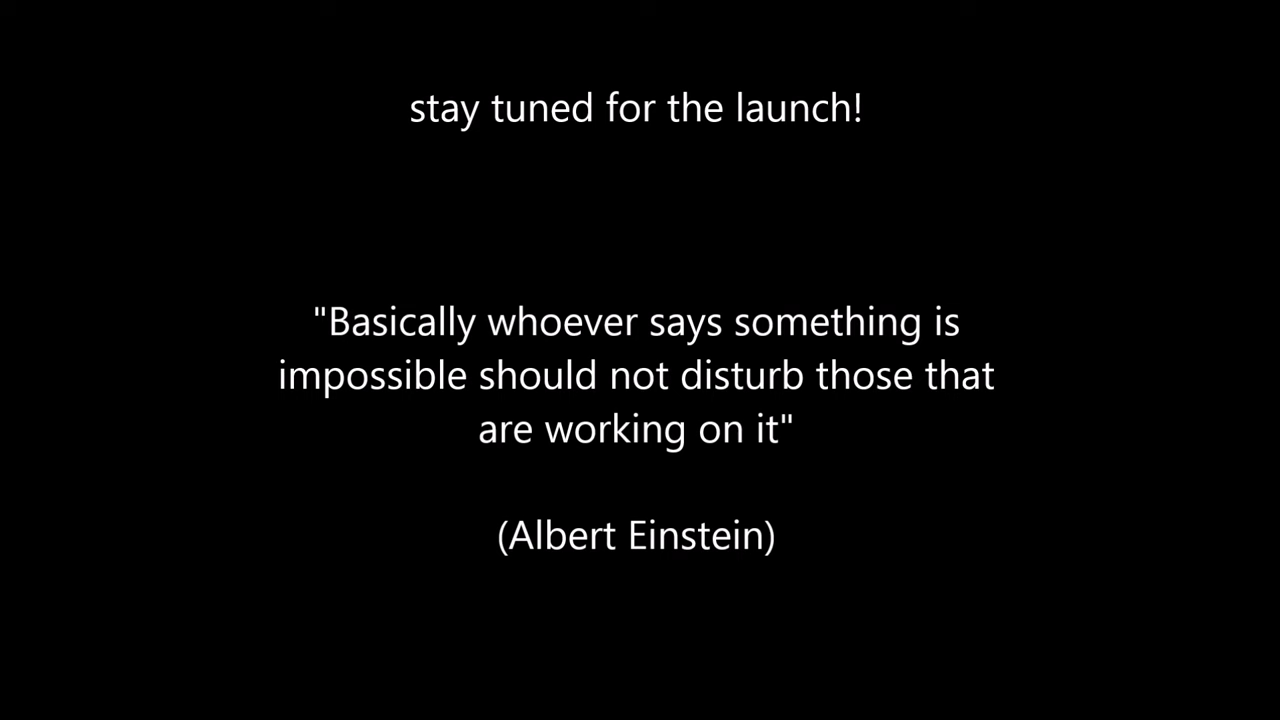 stay tuned for the launch!
"Basically whoever says something is
impossible should not disturb those that
are working on it"
(Albert Einstein)